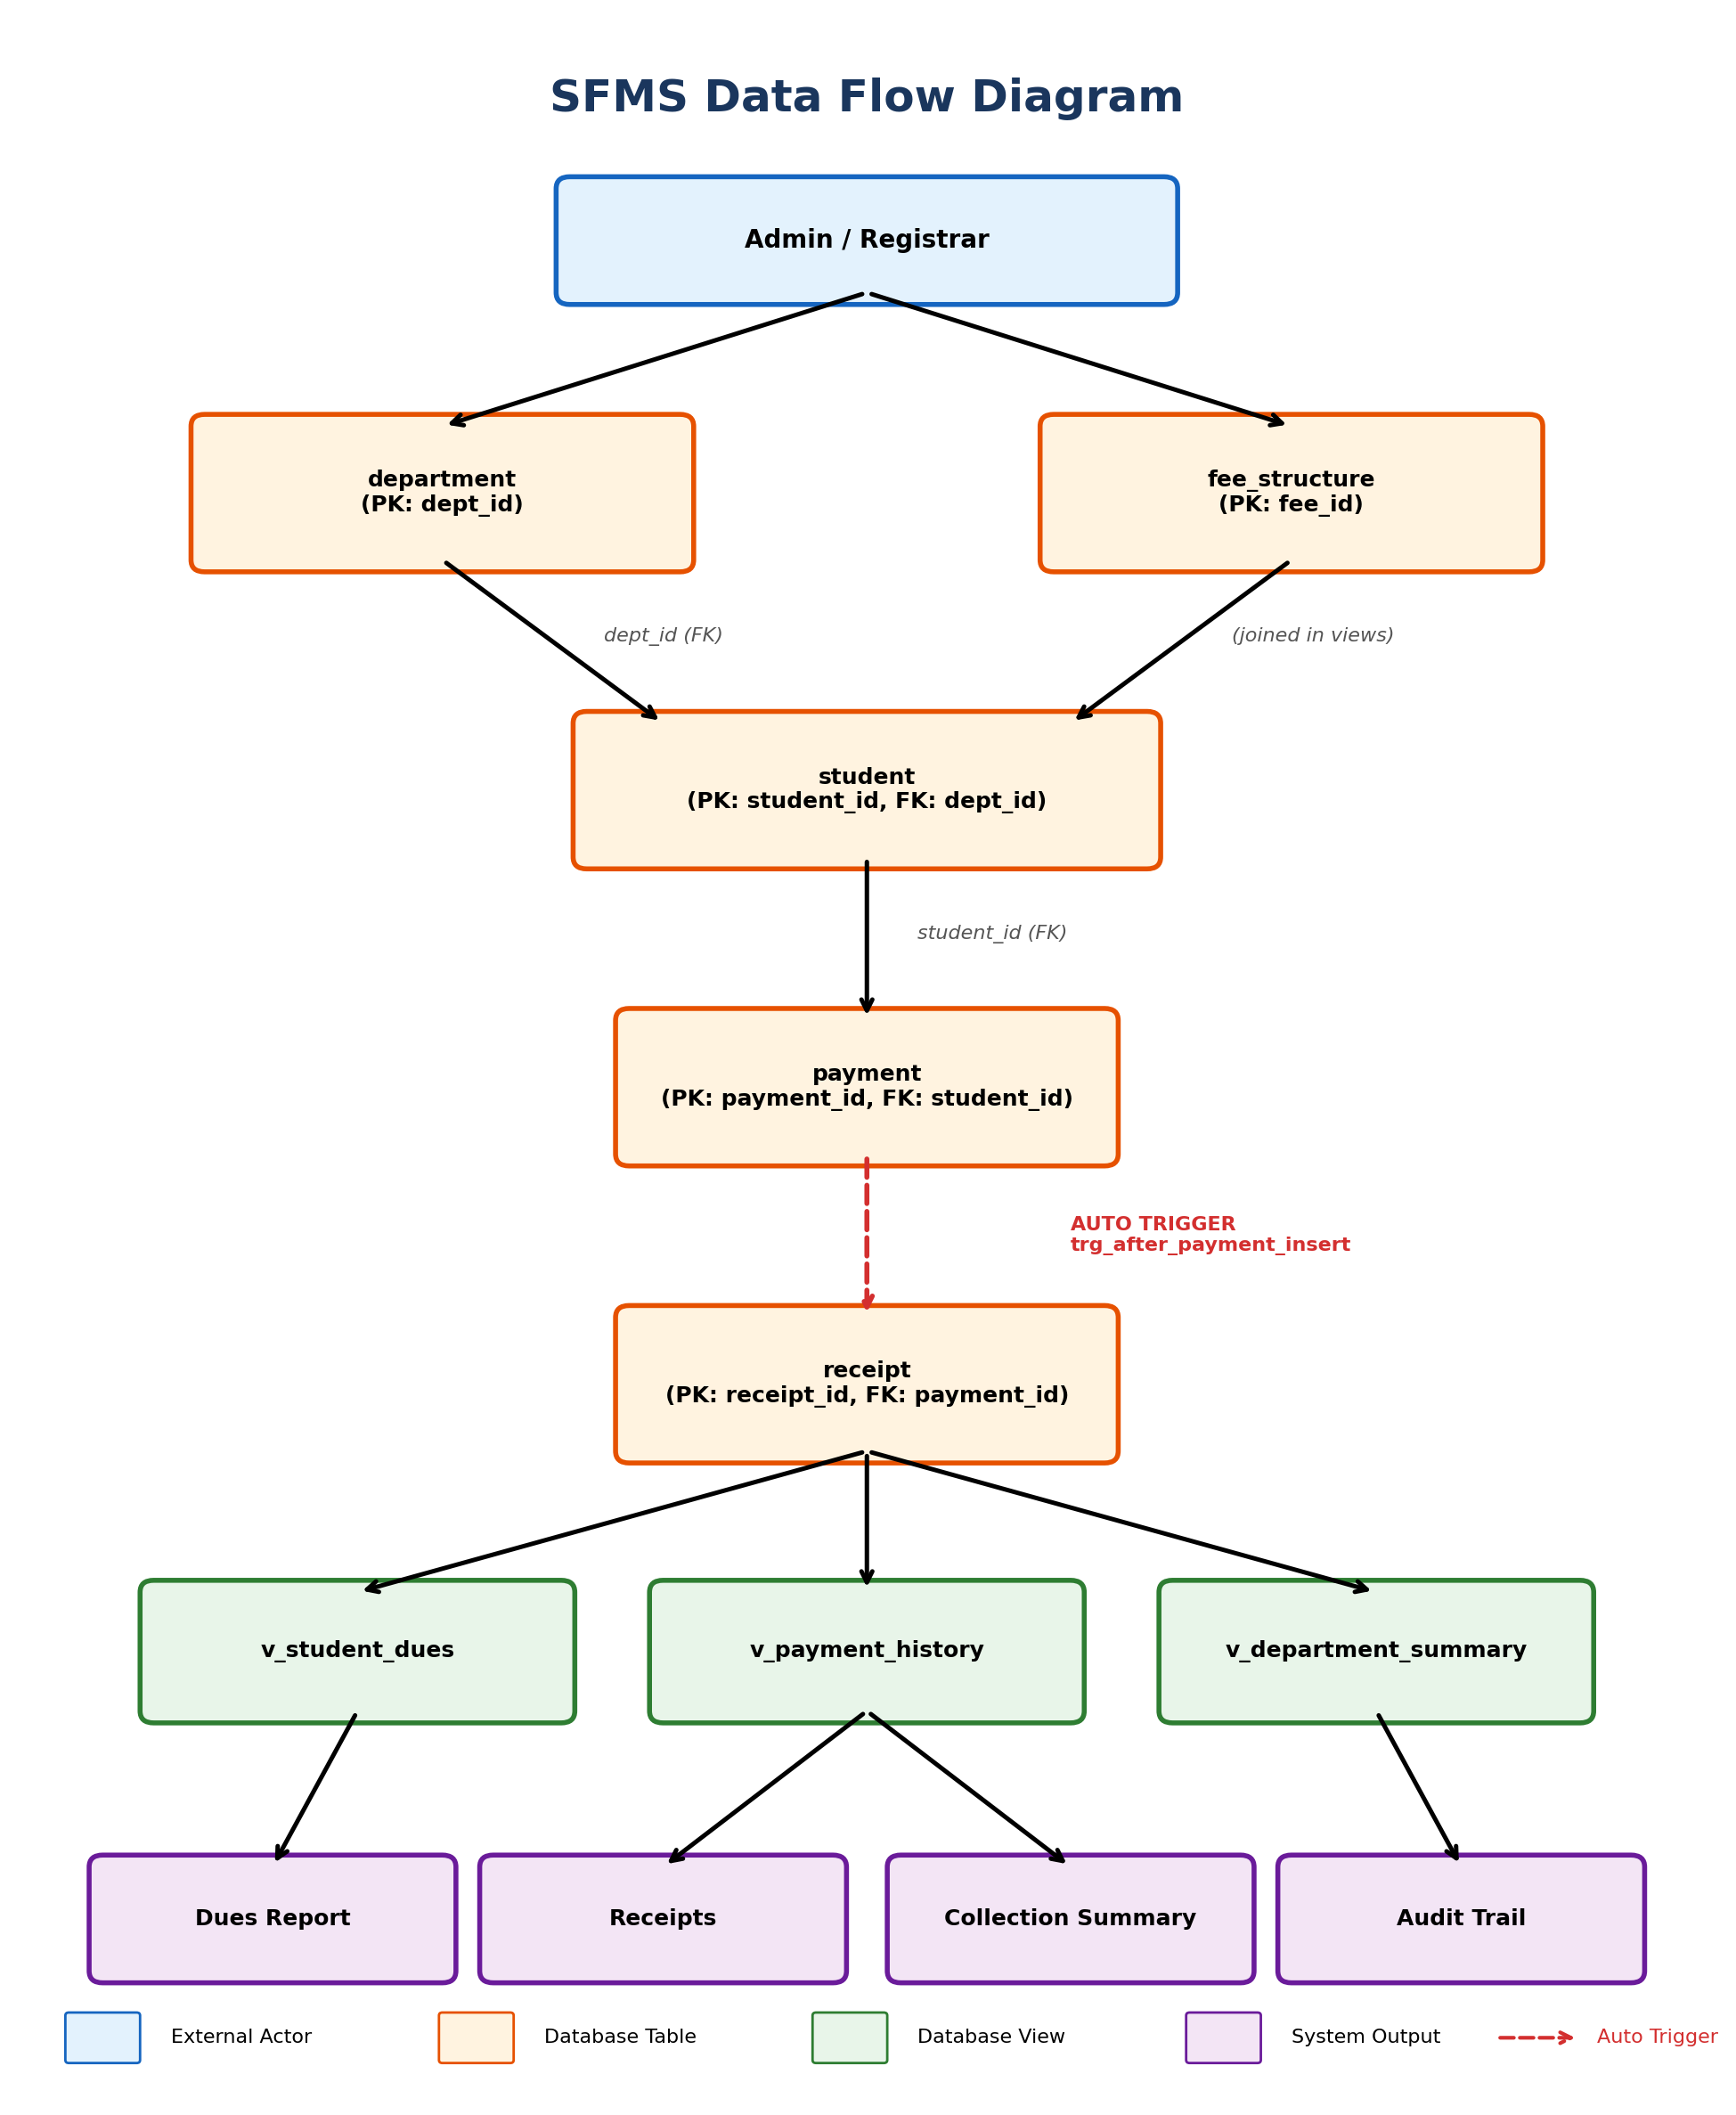 SFMS Data Flow Diagram
Admin / Registrar
department
(PK: dept_id)
fee_structure
(PK: fee_id)
dept_id (FK)
(joined in views)
student
(PK: student_id, FK: dept_id)
student_id (FK)
payment
(PK: payment_id, FK: student_id)
AUTO TRIGGER
trg_after_payment_insert
receipt
(PK: receipt_id, FK: payment_id)
v_student_dues
v_payment_history
v_department_summary
Dues Report
Receipts
Collection Summary
Audit Trail
External Actor
Database Table
Database View
System Output
Auto Trigger